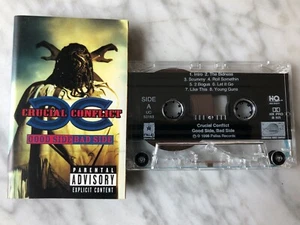 CRUCIAL CONFLICT
GOOD SIDE BAD SIDE
PARENTAL
ADVISORY
EXPLICIT CONTENT
1. Intro 2. The Bidness
3. Scummy 4. Roll Somethin
5. 2 Bogus 6. Let It Go
7. Like This 8. Young Guns
SIDE
A
HQ
Crucial Conflict
Good Side, Bad Side
1998 Pallas Records